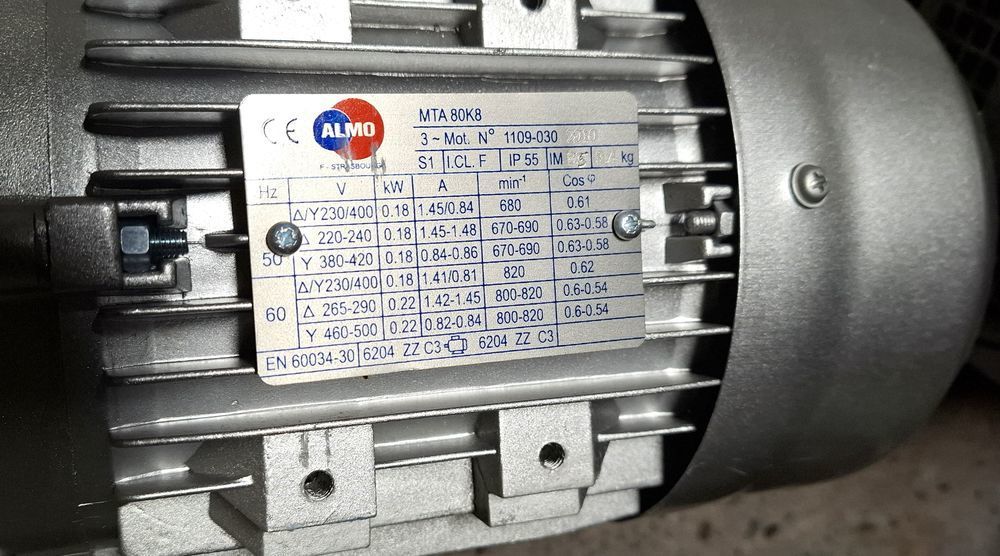 CE ALMO MTA 80K8
3 ~ Mot. N° 1109-030
F - STRASBOURG S1 I.CL. F IP 55 IM kg
Hz V kW A min⁻¹ Cos φ
Δ/Y230/400 0.18 1.45/0.84 680 0.61
50 Δ 220-240 0.18 1.45-1.48 670-690 0.63-0.58
Y 380-420 0.18 0.84-0.86 670-690 0.63-0.58
Δ/Y230/400 0.18 1.41/0.81 820 0.62
60 Δ 265-290 0.22 1.42-1.45 800-820 0.6-0.54
Y 460-500 0.22 0.82-0.84 800-820 0.6-0.54
EN 60034-30 6204 ZZ C3 6204 ZZ C3